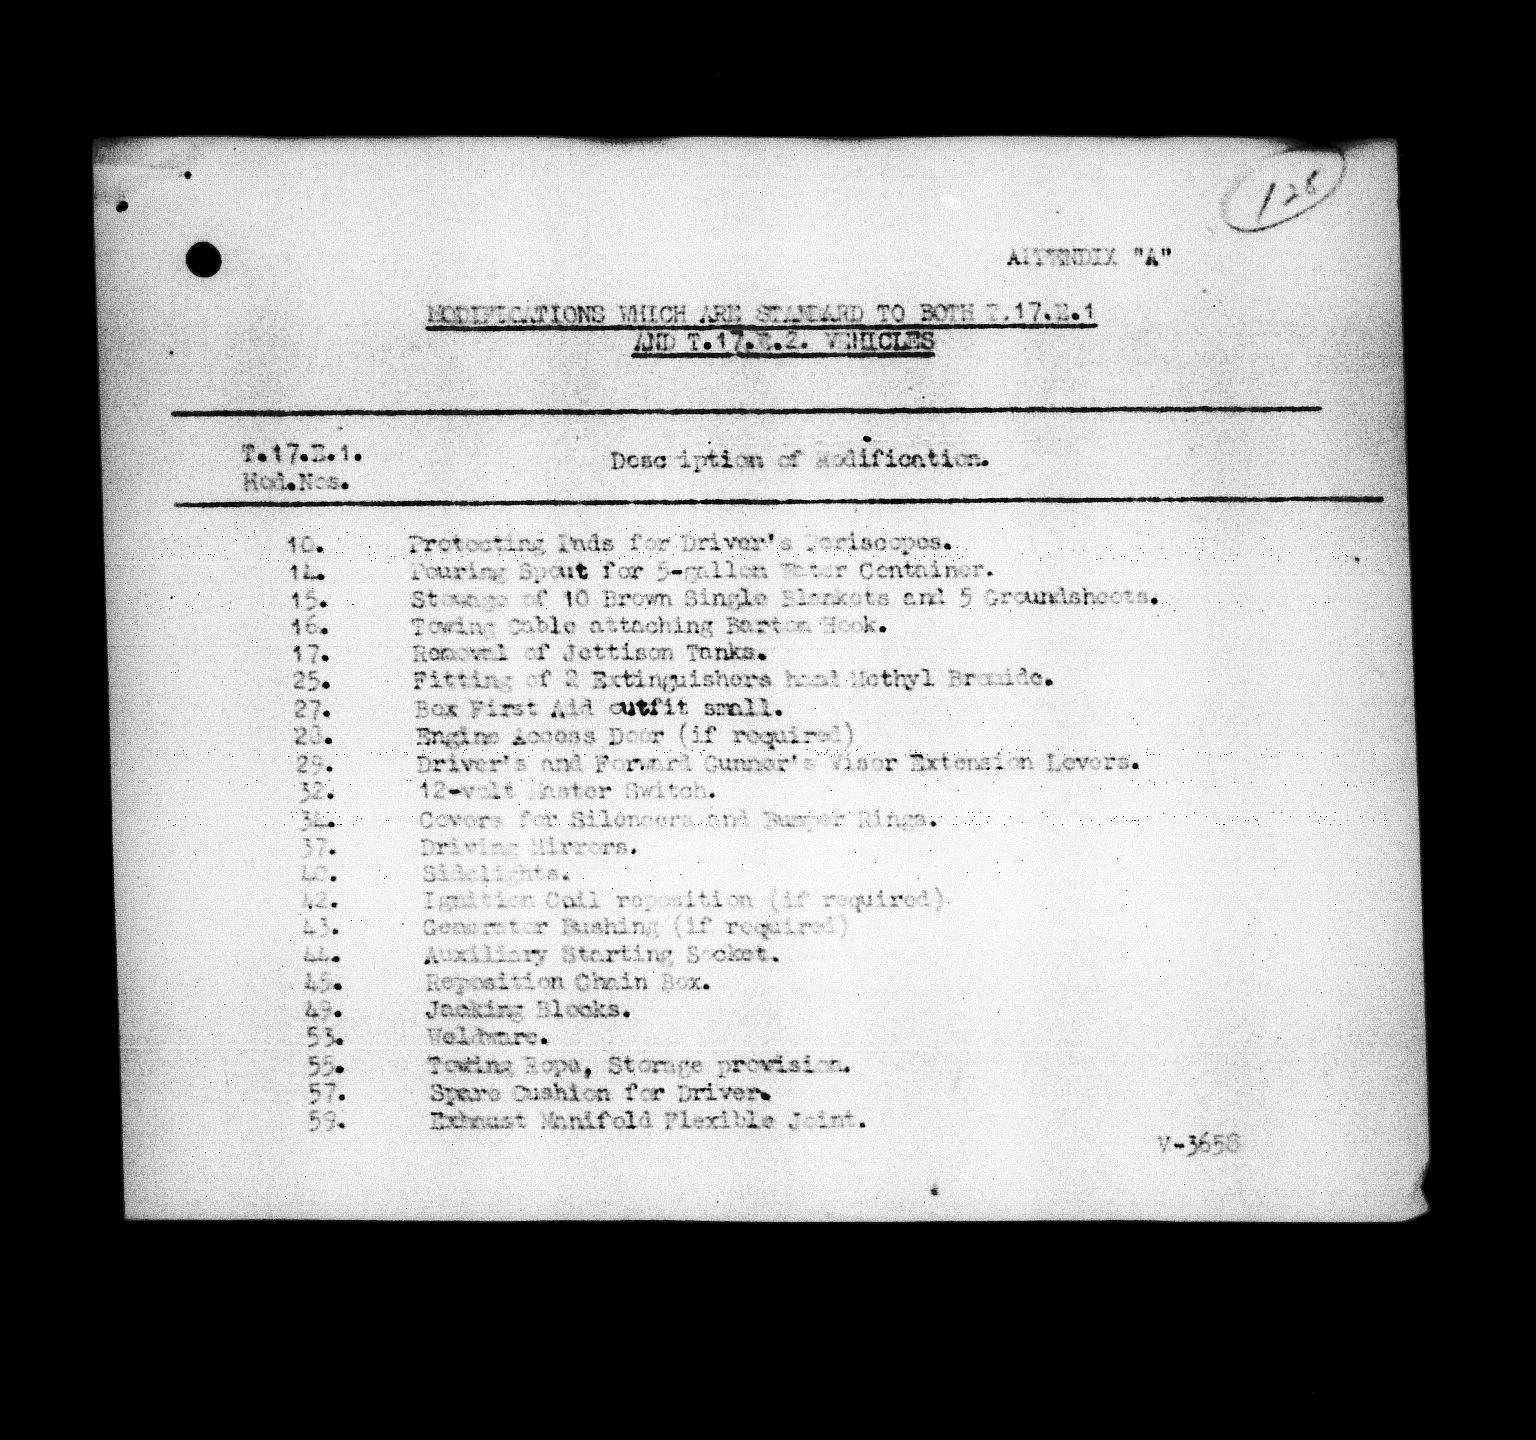 128
APPENDIX "A"
MODIFICATIONS WHICH ARE STANDARD TO BOTH T.17.E.1
AND T.17.E.2. VEHICLES
T.17.E.1. Description of Modification.
Mod.Nos.
10. Protecting Pads for Driver's Periscopes.
14. Pouring Spout for 5-gallon Water Container.
15. Stowage of 10 Brown Single Blankets and 5 Groundsheets.
16. Towing Cable attaching Barton Hook.
17. Removal of Jettison Tanks.
25. Fitting of 2 Extinguishers hand Methyl Bromide.
27. Box First Aid outfit small.
28. Engine Access Door (if required)
29. Driver's and Forward Gunner's Visor Extension Levers.
32. 12-volt Master Switch.
34. Covers for Silencers and Bumper Rings.
37. Driving Mirrors.
40. Sidelights.
42. Ignition Coil reposition (if required)
43. Generator Bushing (if required)
44. Auxiliary Starting Socket.
45. Reposition Chain Box.
49. Jacking Blocks.
53. Weldware.
55. Towing Rope, Storage provision.
57. Spare Cushion for Driver.
59. Exhaust Manifold Flexible Joint.
V-3658